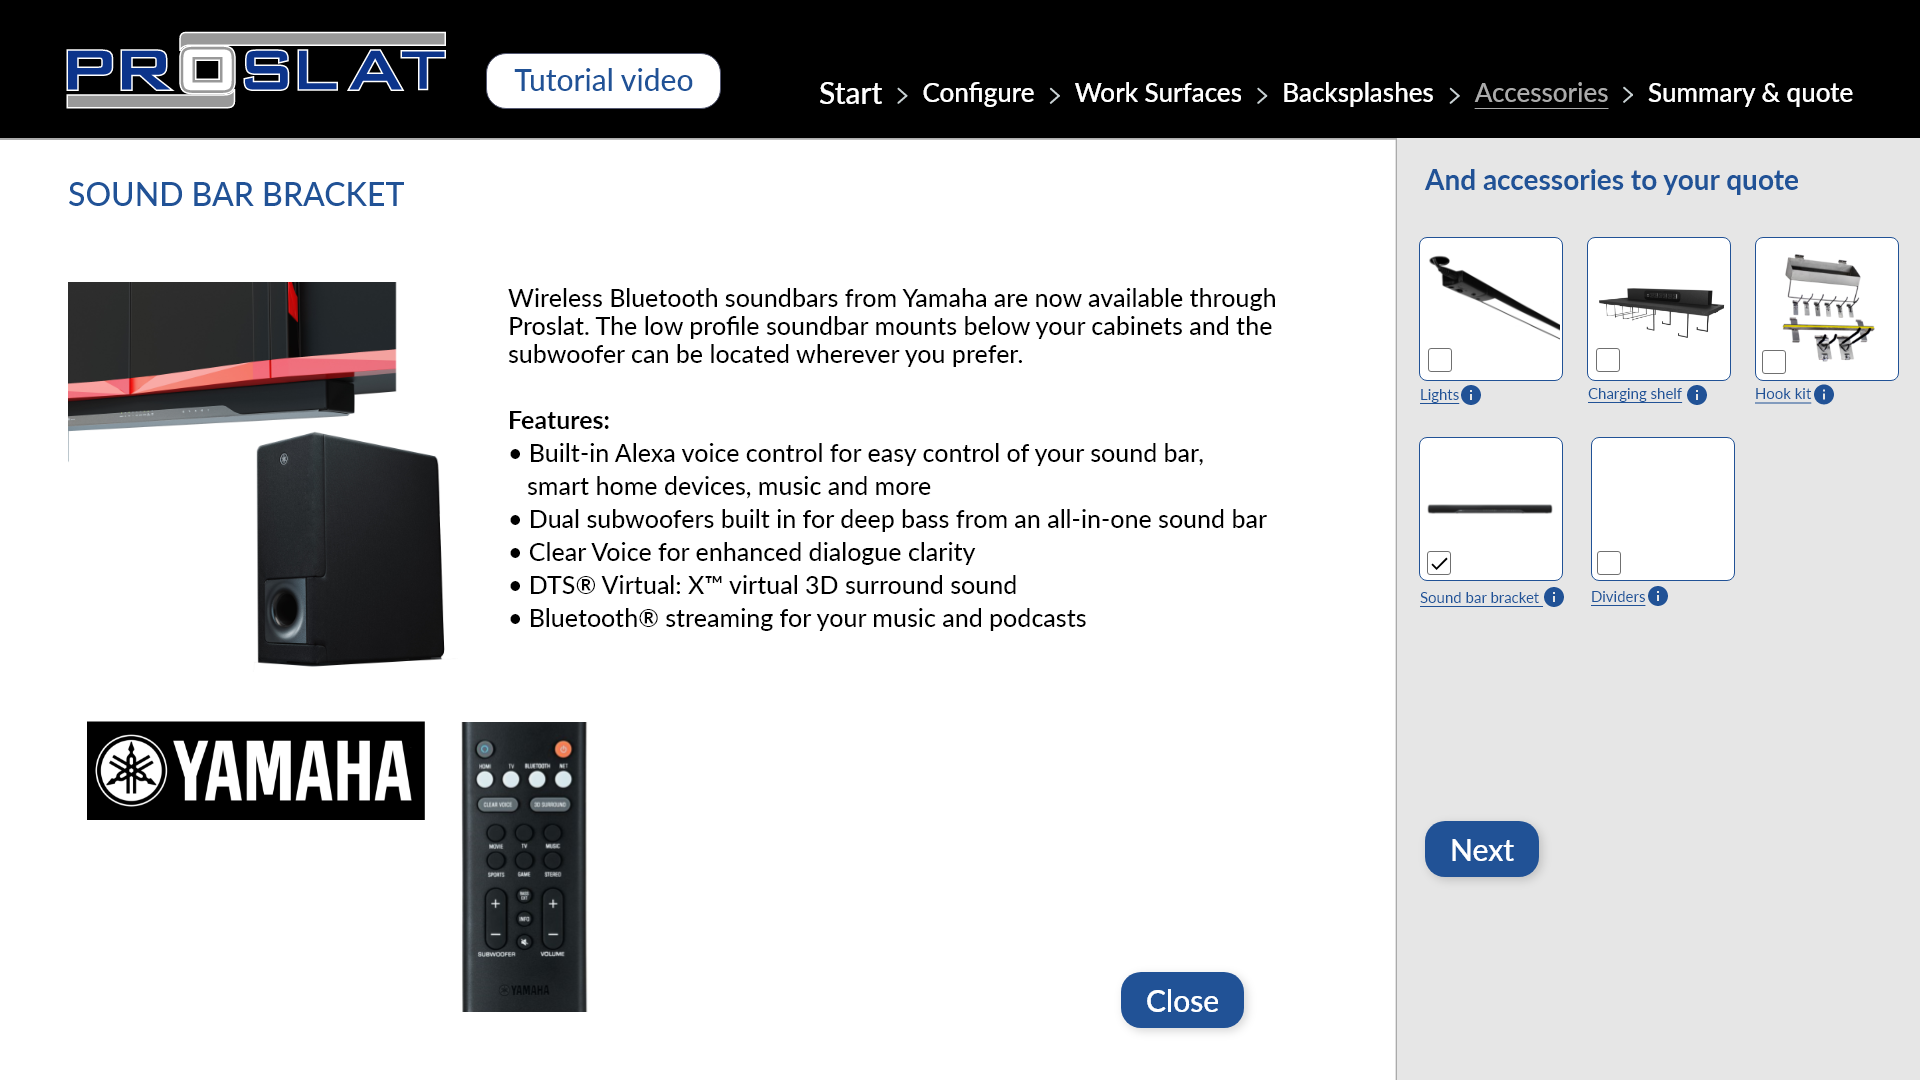 PROSLAT
Tutorial video
Start > Configure > Work Surfaces > Backsplashes > Accessories > Summary & quote
SOUND BAR BRACKET
Wireless Bluetooth soundbars from Yamaha are now available through
Proslat. The low profile soundbar mounts below your cabinets and the
subwoofer can be located wherever you prefer.
Features:
• Built-in Alexa voice control for easy control of your sound bar,
smart home devices, music and more
• Dual subwoofers built in for deep bass from an all-in-one sound bar
• Clear Voice for enhanced dialogue clarity
• DTS® Virtual: X™ virtual 3D surround sound
• Bluetooth® streaming for your music and podcasts
YAMAHA
HDMI TV BLUETOOTH NET
CLEAR VOICE 3D SURROUND
MOVIE TV MUSIC
SPORTS GAME STEREO
BASS
EXT
+ +
INFO
− −
SUBWOOFER VOLUME
YAMAHA
Close
And accessories to your quote
Lights i
Charging shelf i
Hook kit i
Sound bar bracket i
Dividers i
Next